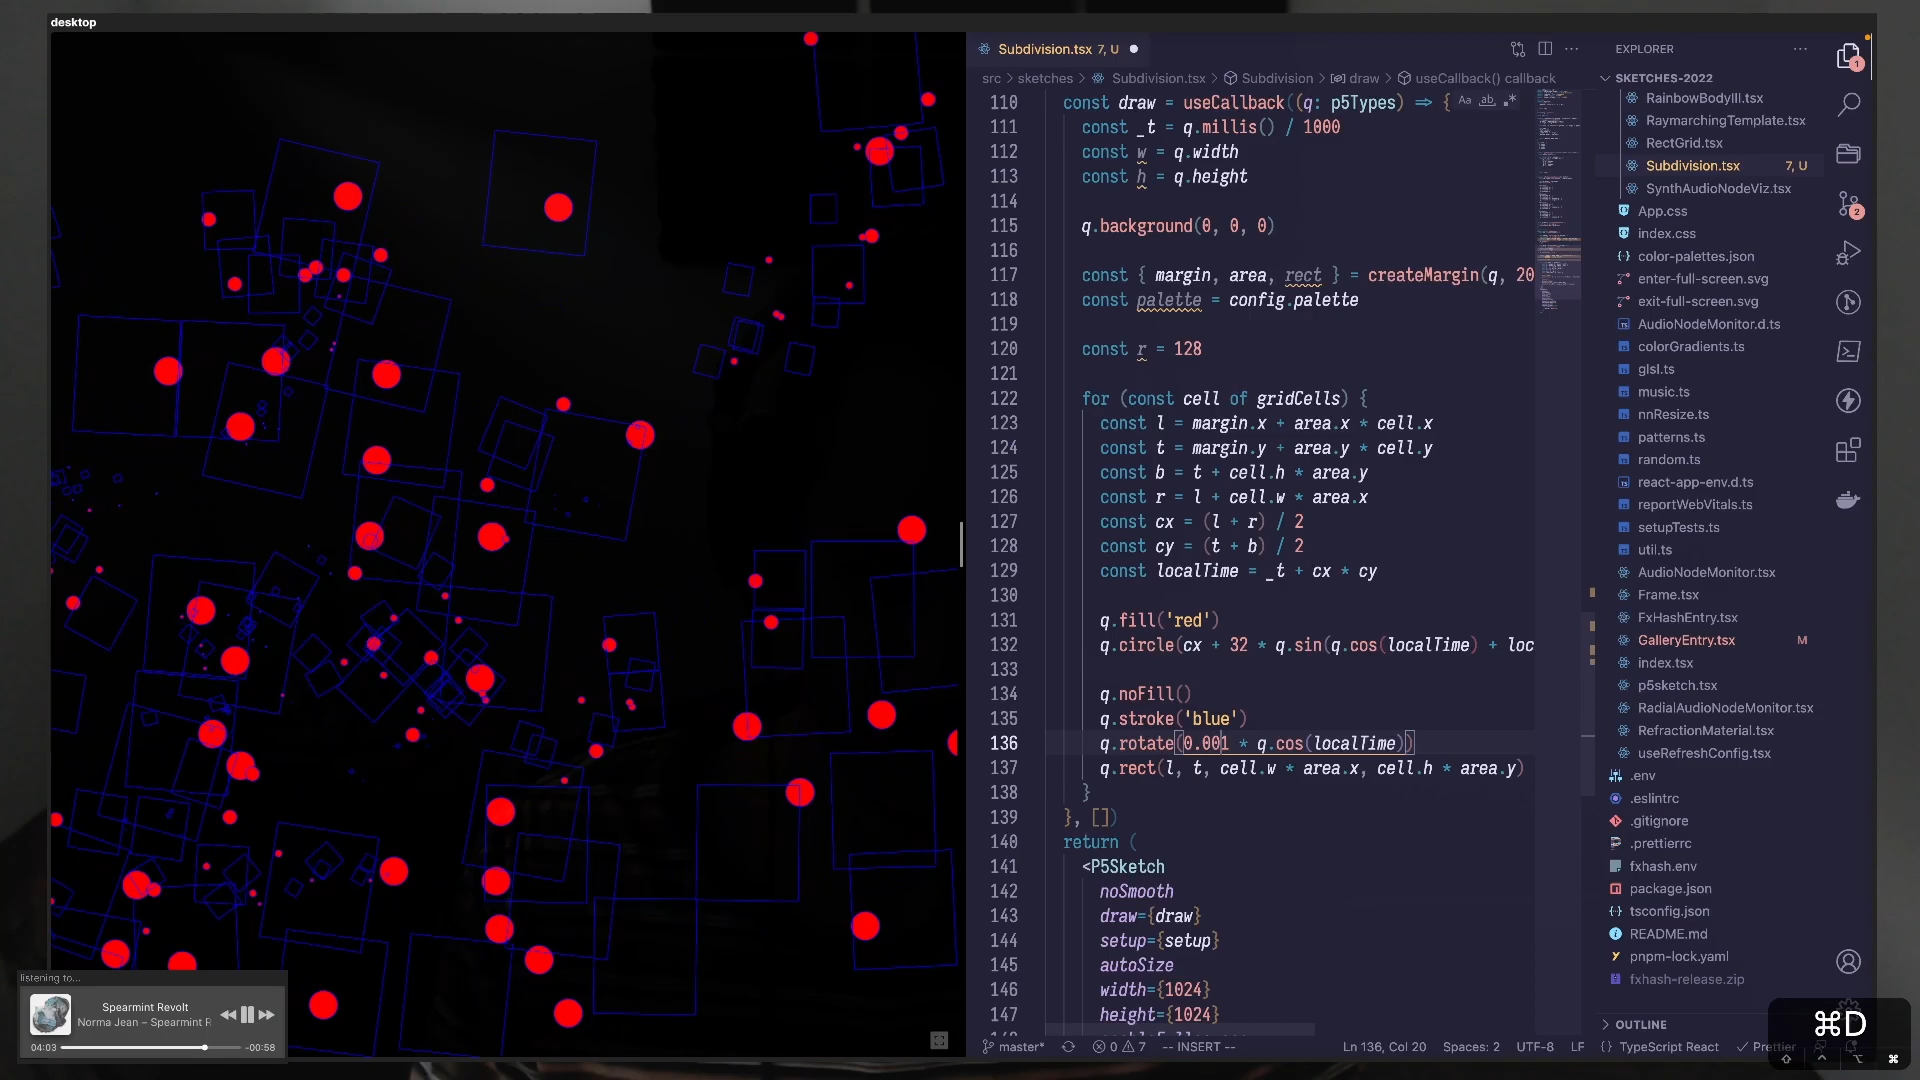 desktop
Subdivision.tsx 7, U
src > sketches > Subdivision.tsx > Subdivision > draw > useCallback() callback
110 const draw = useCallback((q: p5Types) => {
111 const _t = q.millis() / 1000
112 const w = q.width
113 const h = q.height
114
115 q.background(0, 0, 0)
116
117 const { margin, area, rect } = createMargin(q, 20
118 const palette = config.palette
119
120 const r = 128
121
122 for (const cell of gridCells) {
123 const l = margin.x + area.x * cell.x
124 const t = margin.y + area.y * cell.y
125 const b = t + cell.h * area.y
126 const r = l + cell.w * area.x
127 const cx = (l + r) / 2
128 const cy = (t + b) / 2
129 const localTime = _t + cx * cy
130
131 q.fill('red')
132 q.circle(cx + 32 * q.sin(q.cos(localTime) + loc
133
134 q.noFill()
135 q.stroke('blue')
136 q.rotate(0.001 * q.cos(localTime))
137 q.rect(l, t, cell.w * area.x, cell.h * area.y)
138 }
139 }, [])
140 return (
141 <P5Sketch
142 noSmooth
143 draw={draw}
144 setup={setup}
145 autoSize
146 width={1024}
147 height={1024}
Aa ab .*
EXPLORER
SKETCHES-2022
RainbowBodyIII.tsx
RaymarchingTemplate.tsx
RectGrid.tsx
Subdivision.tsx 7, U
SynthAudioNodeViz.tsx
App.css
index.css
color-palettes.json
enter-full-screen.svg
exit-full-screen.svg
AudioNodeMonitor.d.ts
colorGradients.ts
glsl.ts
music.ts
nnResize.ts
patterns.ts
random.ts
react-app-env.d.ts
reportWebVitals.ts
setupTests.ts
util.ts
AudioNodeMonitor.tsx
Frame.tsx
FxHashEntry.tsx
GalleryEntry.tsx M
index.tsx
p5sketch.tsx
RadialAudioNodeMonitor.tsx
RefractionMaterial.tsx
useRefreshConfig.tsx
.env
.eslintrc
.gitignore
.prettierrc
fxhash.env
package.json
tsconfig.json
README.md
pnpm-lock.yaml
fxhash-release.zip
OUTLINE
1
2
master* 0 7 -- INSERT -- Ln 136, Col 20 Spaces: 2 UTF-8 LF {} TypeScript React Prettier
⌘D
listening to...
Spearmint Revolt
Norma Jean – Spearmint R
04:03 -00:58